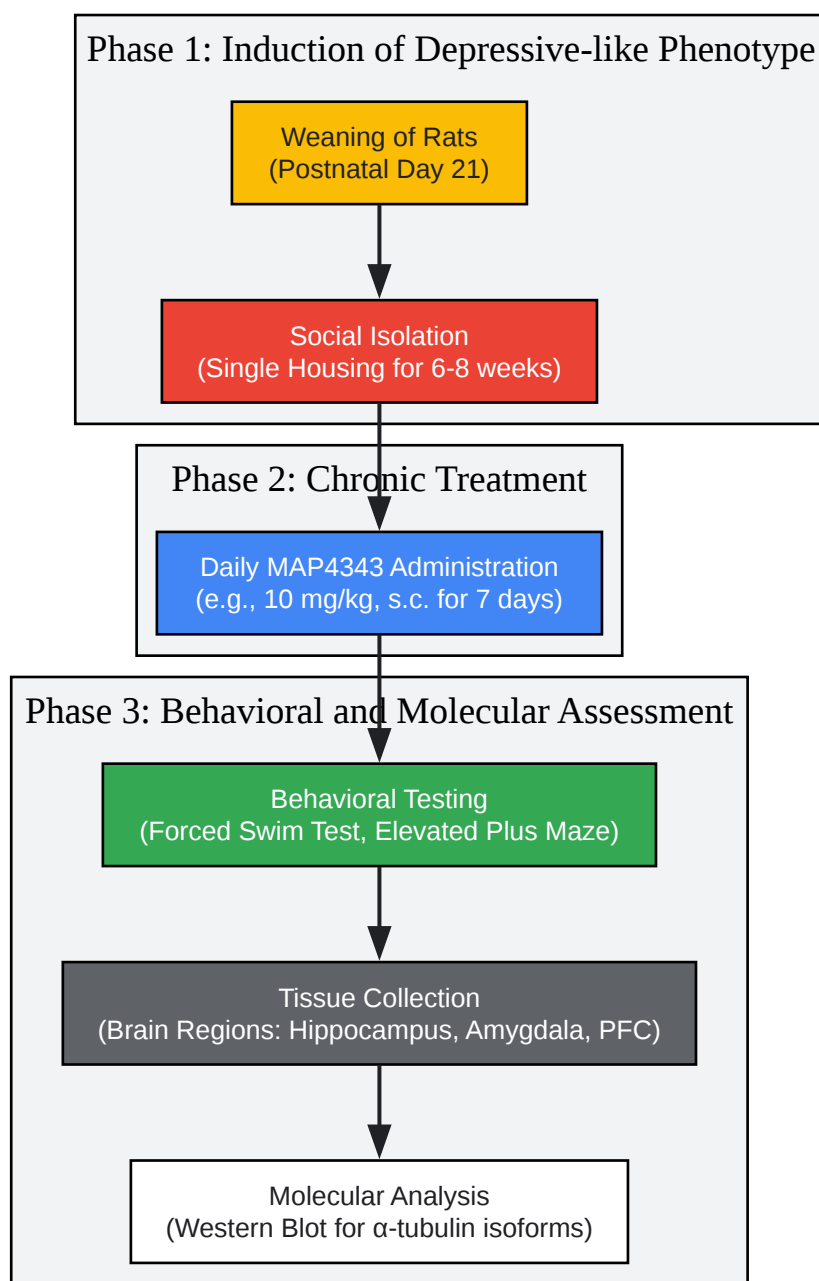 Phase 1: Induction of Depressive-like Phenotype
Weaning of Rats
(Postnatal Day 21)
Social Isolation
(Single Housing for 6-8 weeks)
Phase 2: Chronic Treatment
Daily MAP4343 Administration
(e.g., 10 mg/kg, s.c. for 7 days)
Phase 3: Behavioral and Molecular Assessment
Behavioral Testing
(Forced Swim Test, Elevated Plus Maze)
Tissue Collection
(Brain Regions: Hippocampus, Amygdala, PFC)
Molecular Analysis
(Western Blot for α-tubulin isoforms)